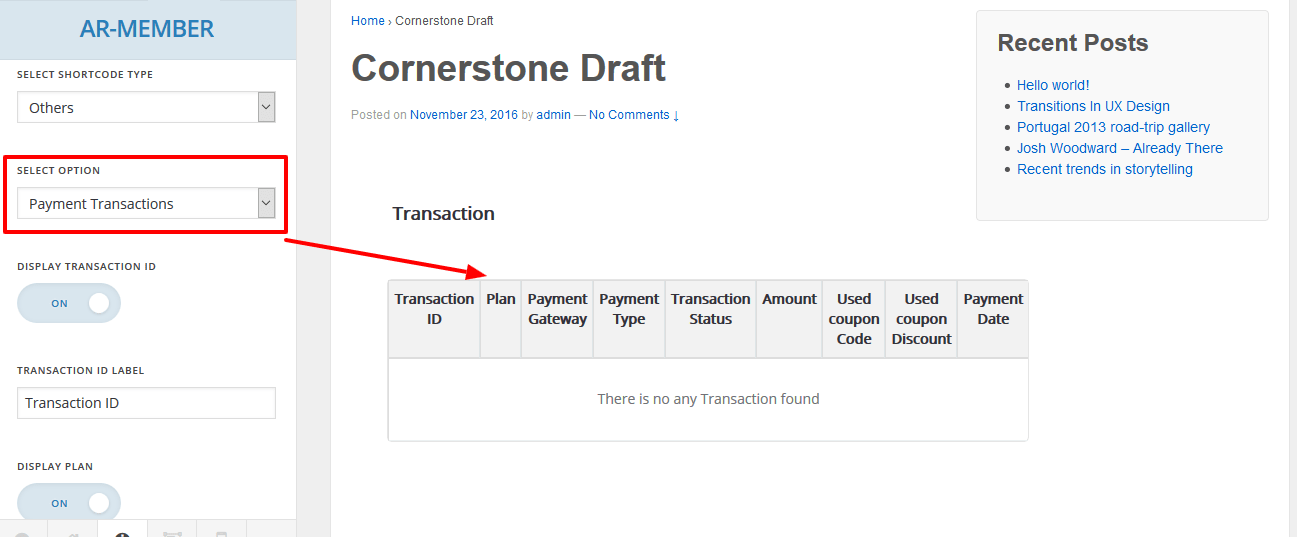 AR-MEMBER
SELECT SHORTCODE TYPE
Others
SELECT OPTION
Payment Transactions
DISPLAY TRANSACTION ID
ON
TRANSACTION ID LABEL
Transaction ID
DISPLAY PLAN
ON
Home › Cornerstone Draft
Cornerstone Draft
Posted on November 23, 2016 by admin — No Comments ↓
Transaction
Transaction ID
Plan
Payment Gateway
Payment Type
Transaction Status
Amount
Used coupon Code
Used coupon Discount
Payment Date
There is no any Transaction found
Recent Posts
Hello world!
Transitions In UX Design
Portugal 2013 road-trip gallery
Josh Woodward – Already There
Recent trends in storytelling